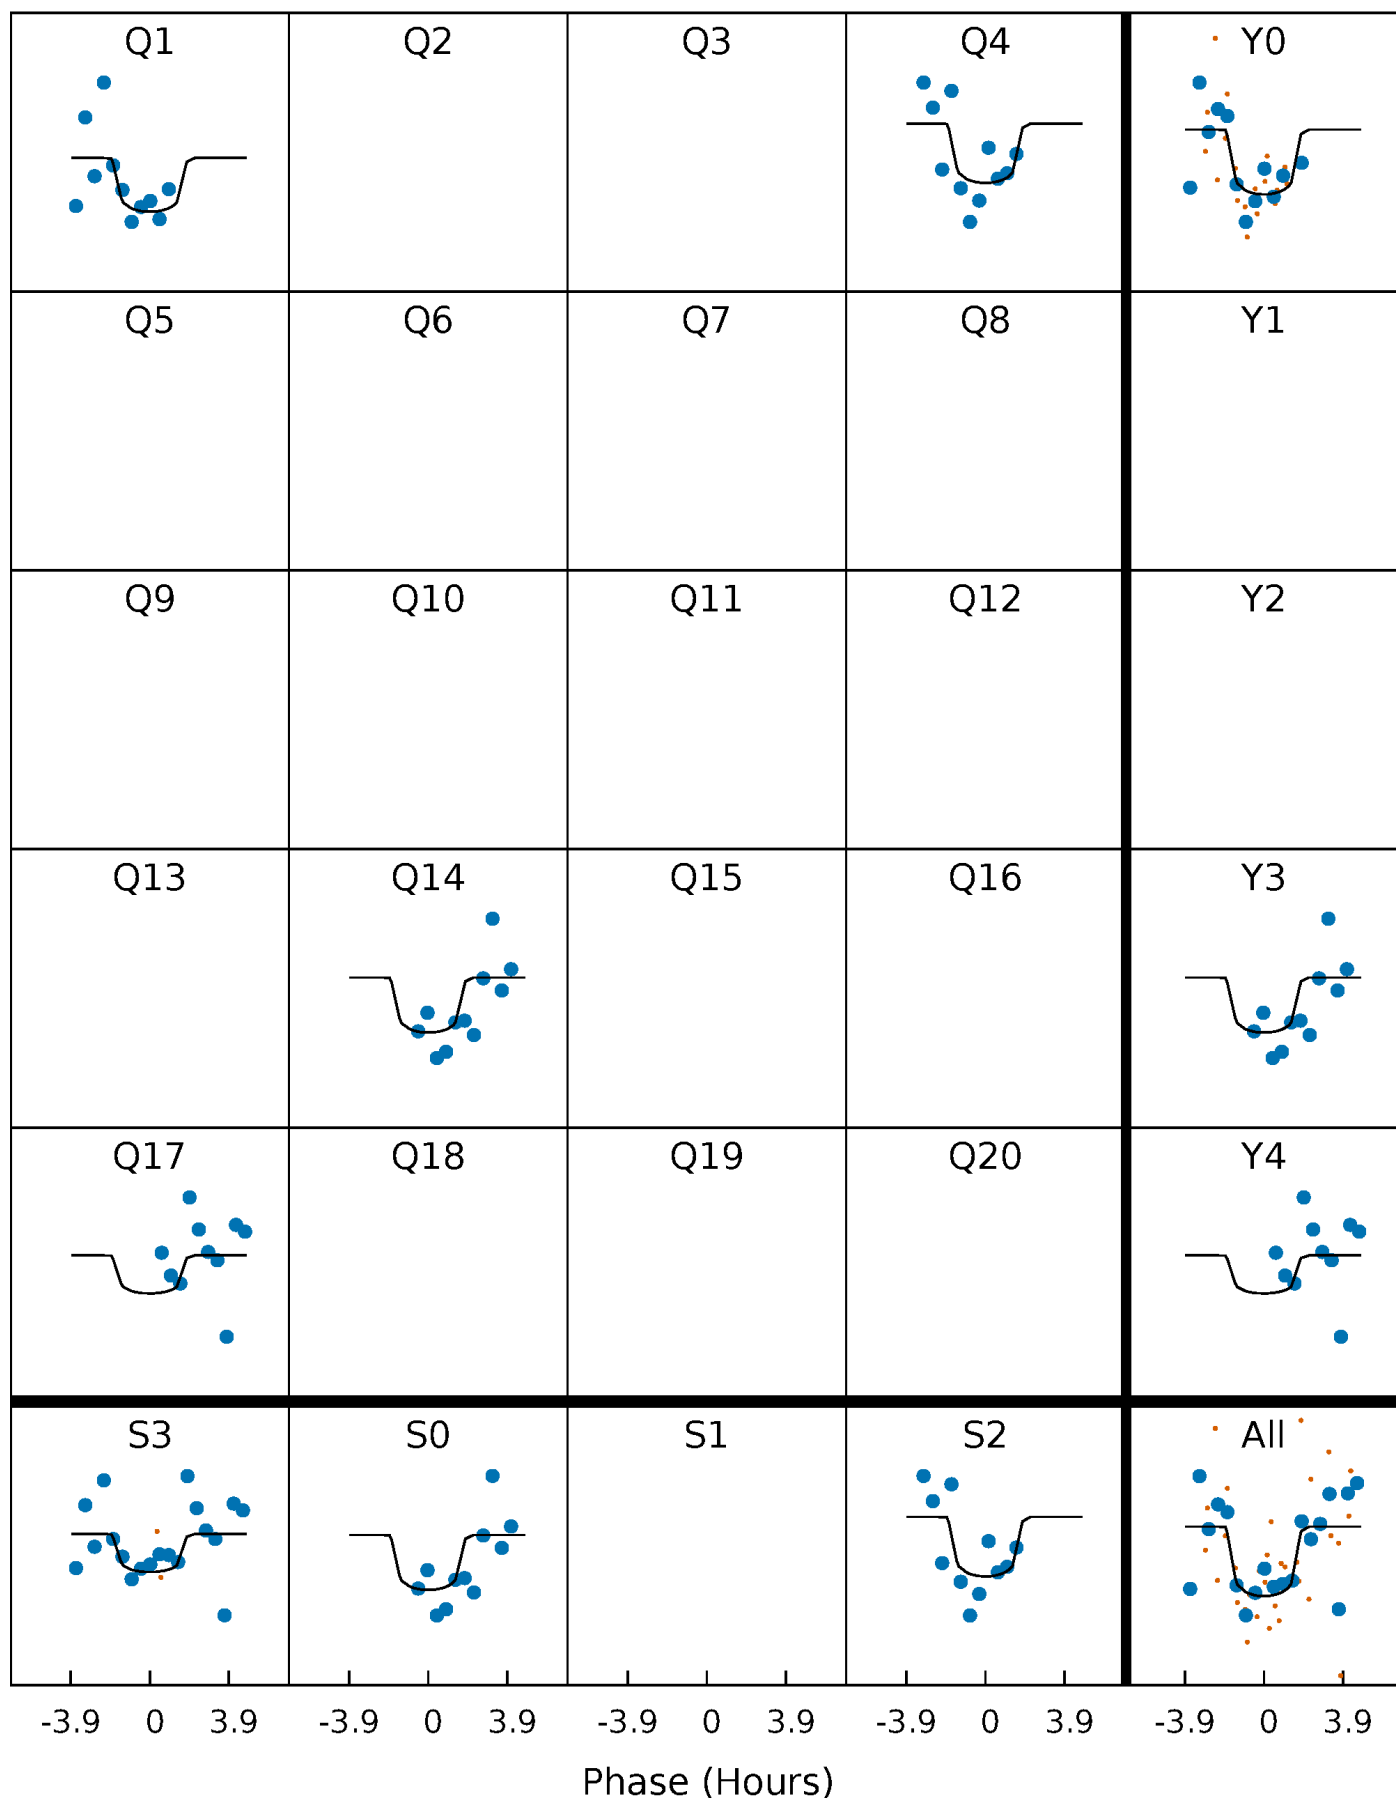 Q1 Q2 Q3 Q4 Y0
Q5 Q6 Q7 Q8 Y1
Q9 Q10 Q11 Q12 Y2
Q13 Q14 Q15 Q16 Y3
Q17 Q18 Q19 Q20 Y4
S3 S0 S1 S2 All
-3.9 0 3.9 -3.9 0 3.9 -3.9 0 3.9 -3.9 0 3.9 -3.9 0 3.9
Phase (Hours)